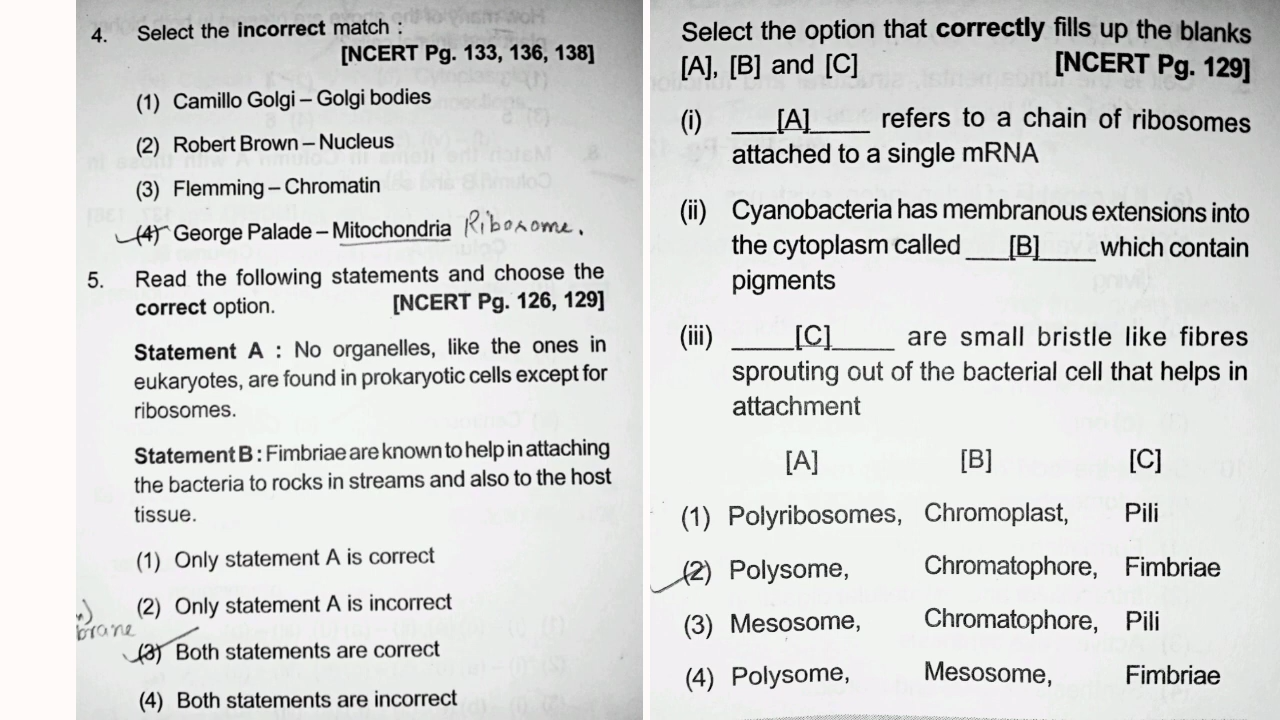 4. Select the incorrect match :
[NCERT Pg. 133, 136, 138]
(1) Camillo Golgi – Golgi bodies
(2) Robert Brown – Nucleus
(3) Flemming – Chromatin
(4) George Palade – Mitochondria Ribosome.
5. Read the following statements and choose the
correct option. [NCERT Pg. 126, 129]
Statement A : No organelles, like the ones in
eukaryotes, are found in prokaryotic cells except for
ribosomes.
Statement B : Fimbriae are known to help in attaching
the bacteria to rocks in streams and also to the host
tissue.
(1) Only statement A is correct
(2) Only statement A is incorrect
(3) Both statements are correct
(4) Both statements are incorrect
Select the option that correctly fills up the blanks
[A], [B] and [C] [NCERT Pg. 129]
(i) ____[A]____ refers to a chain of ribosomes
attached to a single mRNA
(ii) Cyanobacteria has membranous extensions into
the cytoplasm called ___[B]____ which contain
pigments
(iii) ____[C]____ are small bristle like fibres
sprouting out of the bacterial cell that helps in
attachment
[A] [B] [C]
(1) Polyribosomes, Chromoplast, Pili
(2) Polysome, Chromatophore, Fimbriae
(3) Mesosome, Chromatophore, Pili
(4) Polysome, Mesosome, Fimbriae